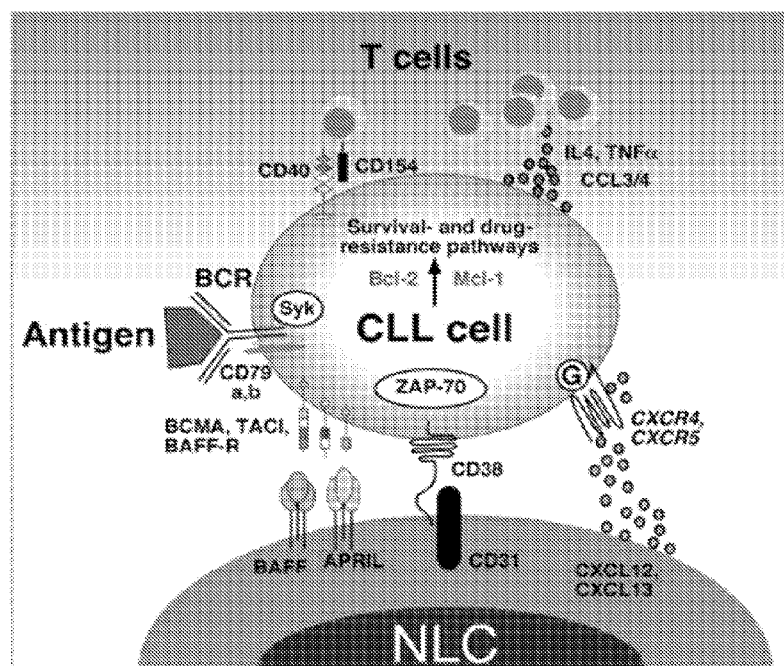 T cells
CD40
CD154
IL4, TNFα
CCL3/4
Survival- and drug-
resistance pathways
Bcl-2
Mcl-1
BCR
Syk
Antigen
CLL cell
CD79
a,b
ZAP-70
G
BCMA, TACI,
BAFF-R
CXCR4,
CXCR5
CD38
BAFF
APRIL
CD31
CXCL12,
CXCL13
NLC